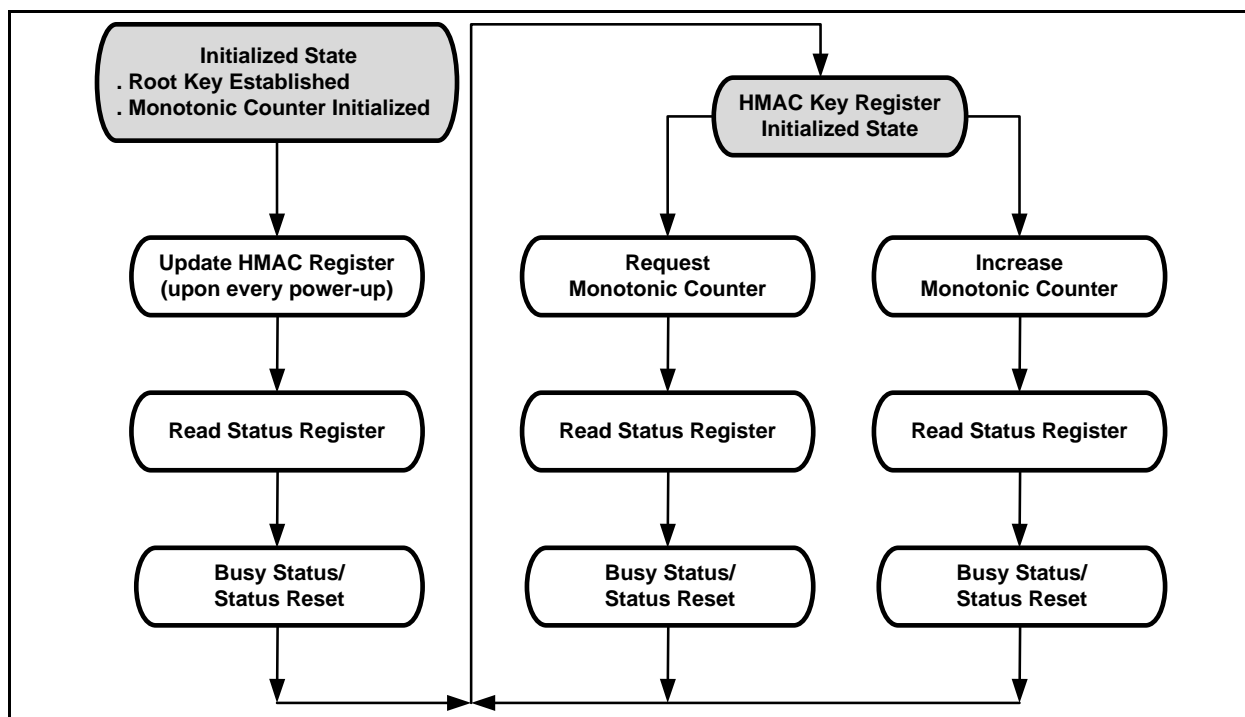 Initialized State
. Root Key Established
. Monotonic Counter Initialized
Update HMAC Register
(upon every power-up)
Read Status Register
Busy Status/
Status Reset
HMAC Key Register
Initialized State
Request
Monotonic Counter
Read Status Register
Busy Status/
Status Reset
Increase
Monotonic Counter
Read Status Register
Busy Status/
Status Reset